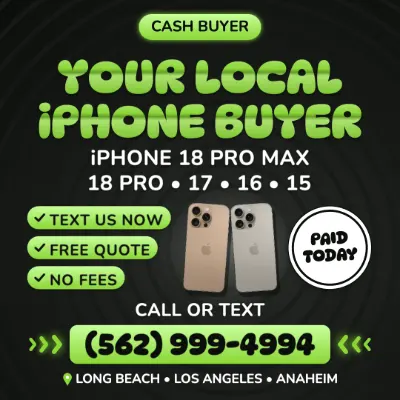 CASH BUYER
YOUR LOCAL
iPHONE BUYER
iPHONE 18 PRO MAX
18 PRO • 17 • 16 • 15
TEXT US NOW
FREE QUOTE
NO FEES
PAID
TODAY
CALL OR TEXT
(562) 999-4994
LONG BEACH • LOS ANGELES • ANAHEIM